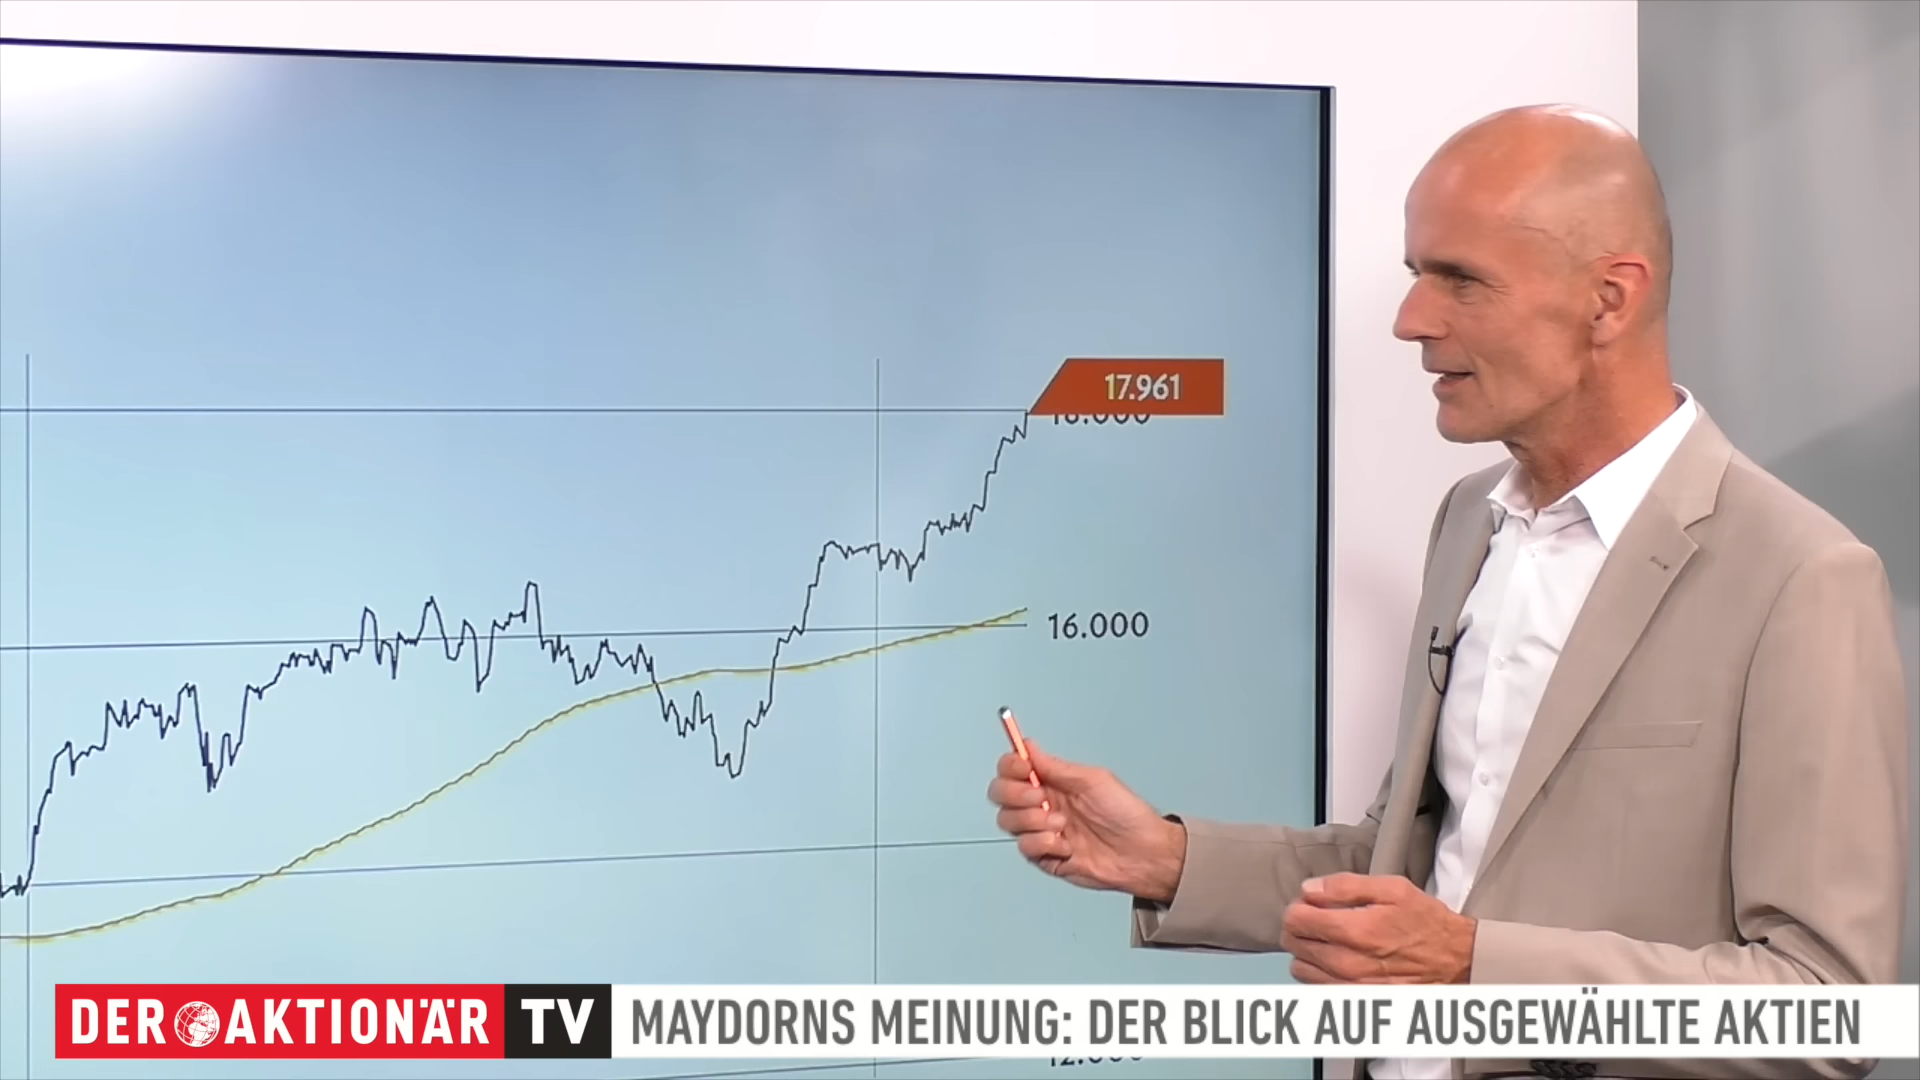 17.961
16.000
DER AKTIONÄR TV MAYDORNS MEINUNG: DER BLICK AUF AUSGEWÄHLTE AKTIEN